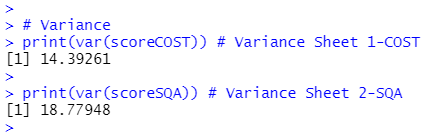 >
> # Variance
> print(var(scoreCOST)) # Variance Sheet 1-COST
[1] 14.39261
>
> print(var(scoreSQA)) # Variance Sheet 2-SQA
[1] 18.77948
>